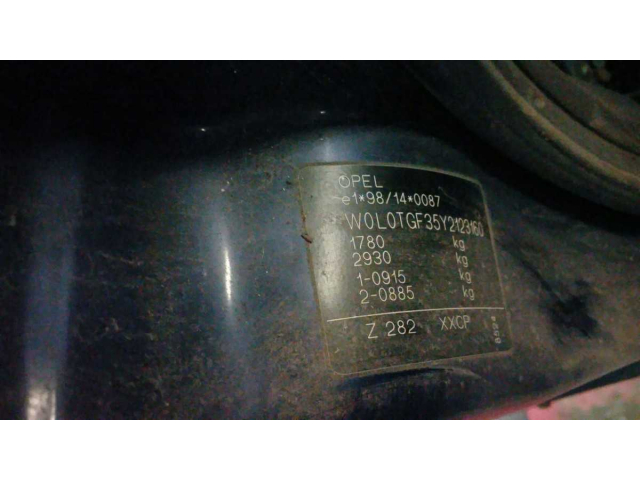 OPEL
e1*98/14*0087
W0L0TGF35Y2123160
1780 kg
2930 kg
1-0915 kg
2-0885 kg
Z 282 XXCP